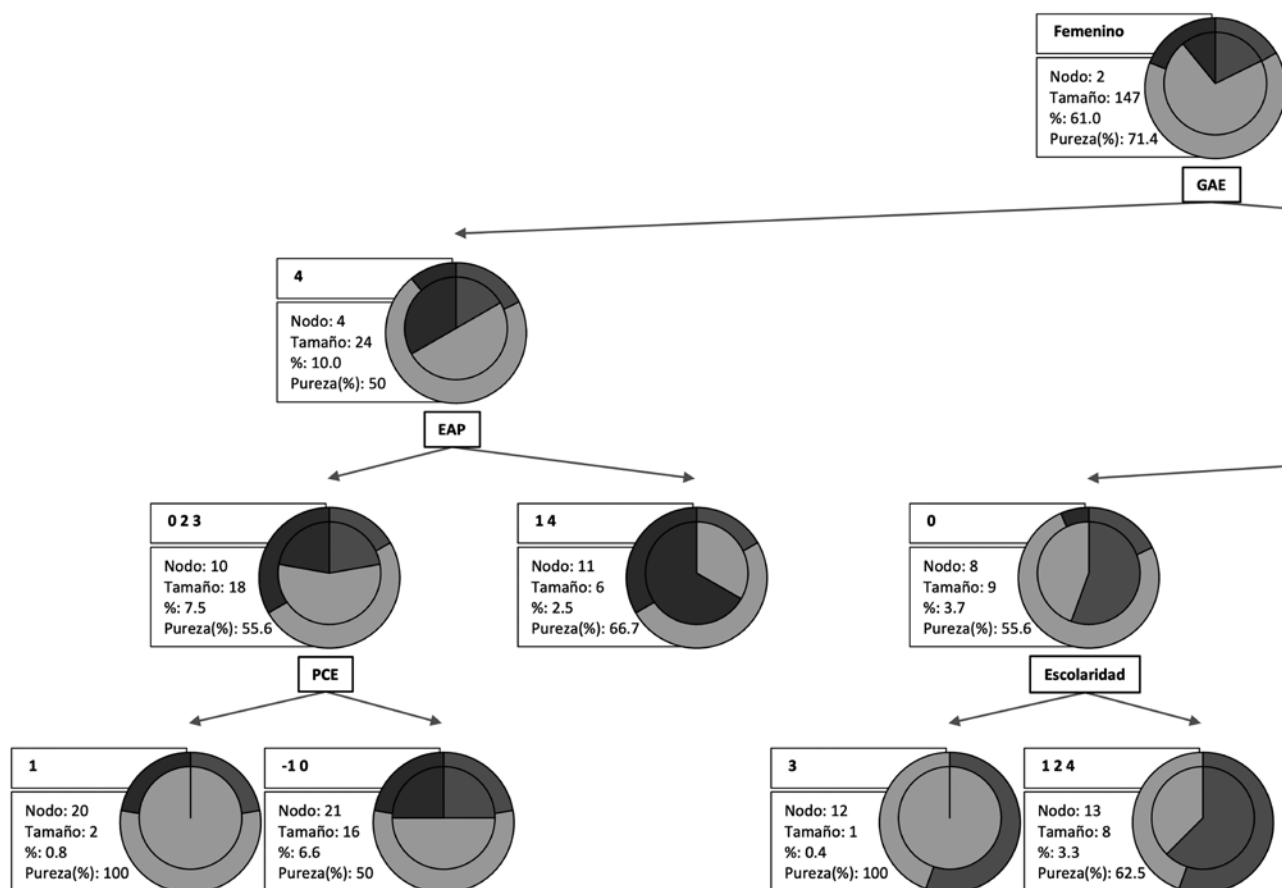 Femenino
Nodo: 2
Tamaño: 147
%: 61.0
Pureza(%): 71.4
GAE
4
Nodo: 4
Tamaño: 24
%: 10.0
Pureza(%): 50
EAP
0 2 3
Nodo: 10
Tamaño: 18
%: 7.5
Pureza(%): 55.6
1 4
Nodo: 11
Tamaño: 6
%: 2.5
Pureza(%): 66.7
0
Nodo: 8
Tamaño: 9
%: 3.7
Pureza(%): 55.6
PCE
Escolaridad
1
Nodo: 20
Tamaño: 2
%: 0.8
Pureza(%): 100
-1 0
Nodo: 21
Tamaño: 16
%: 6.6
Pureza(%): 50
3
Nodo: 12
Tamaño: 1
%: 0.4
Pureza(%): 100
1 2 4
Nodo: 13
Tamaño: 8
%: 3.3
Pureza(%): 62.5